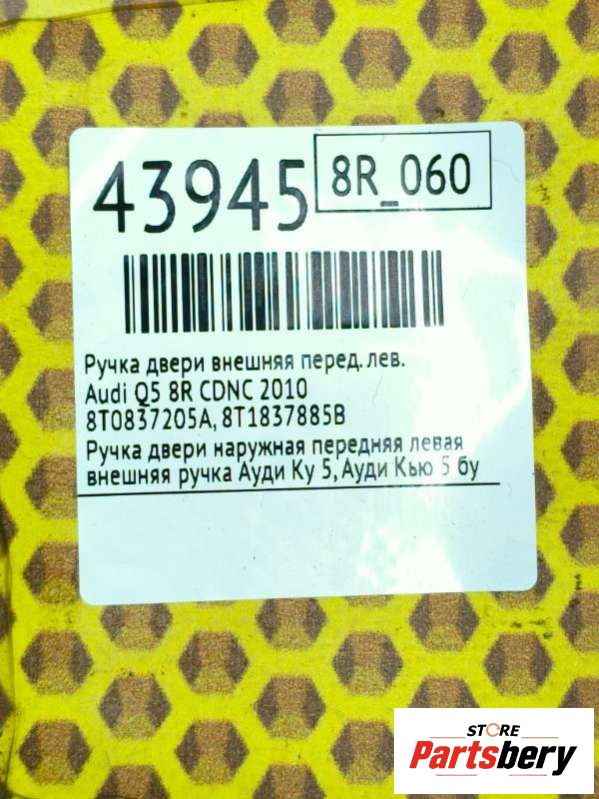 43945
8R_060
Ручка двери внешняя перед. лев.
Audi Q5 8R CDNC 2010
8T0837205A, 8T1837885B
Ручка двери наружная передняя левая
внешняя ручка Ауди Ку 5, Ауди Кью 5 бу
STORE
Partsbery